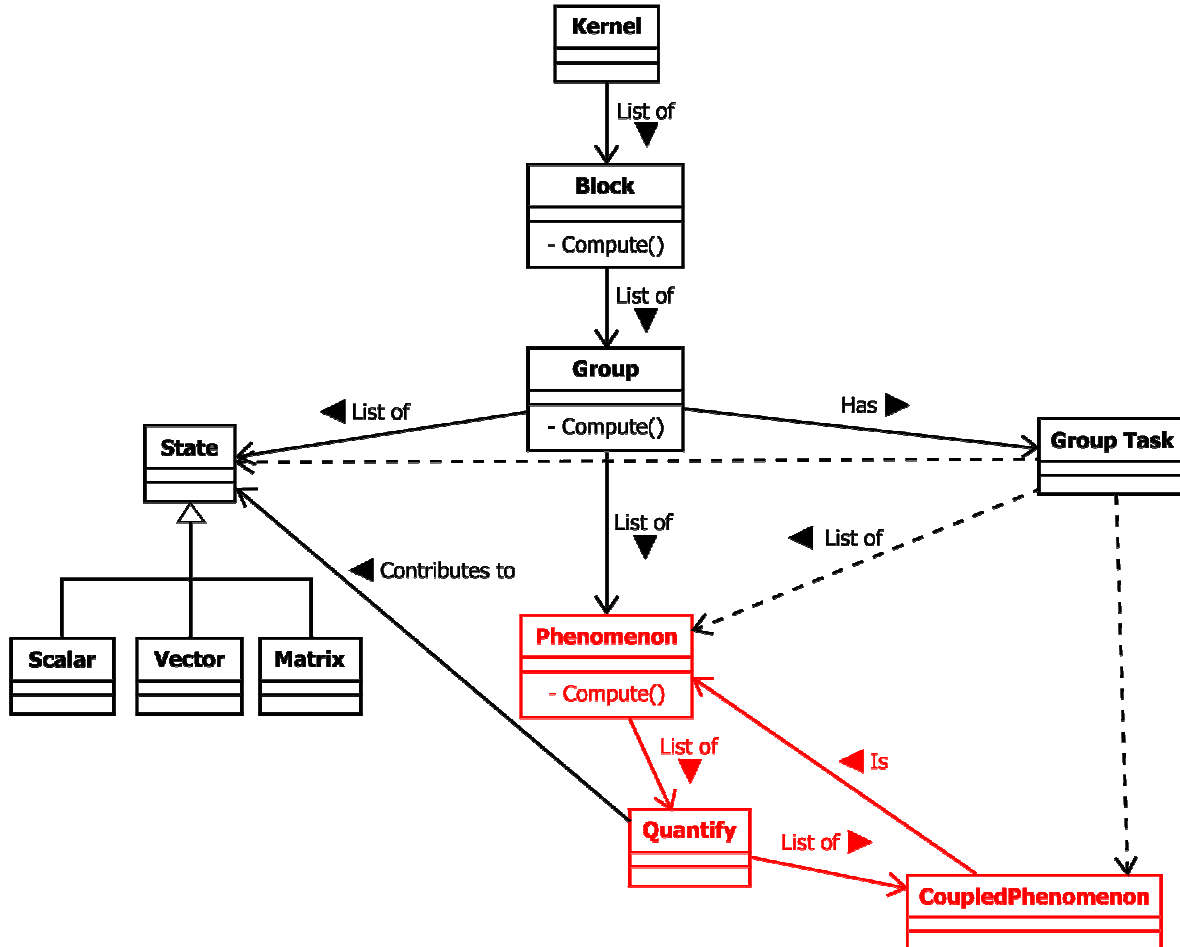 Kernel
List of
Block
- Compute()
List of
Group
- Compute()
List of
Has
State
Group Task
List of
List of
Contributes to
Phenomenon
- Compute()
Scalar
Vector
Matrix
List of
Is
Quantify
List of
CoupledPhenomenon